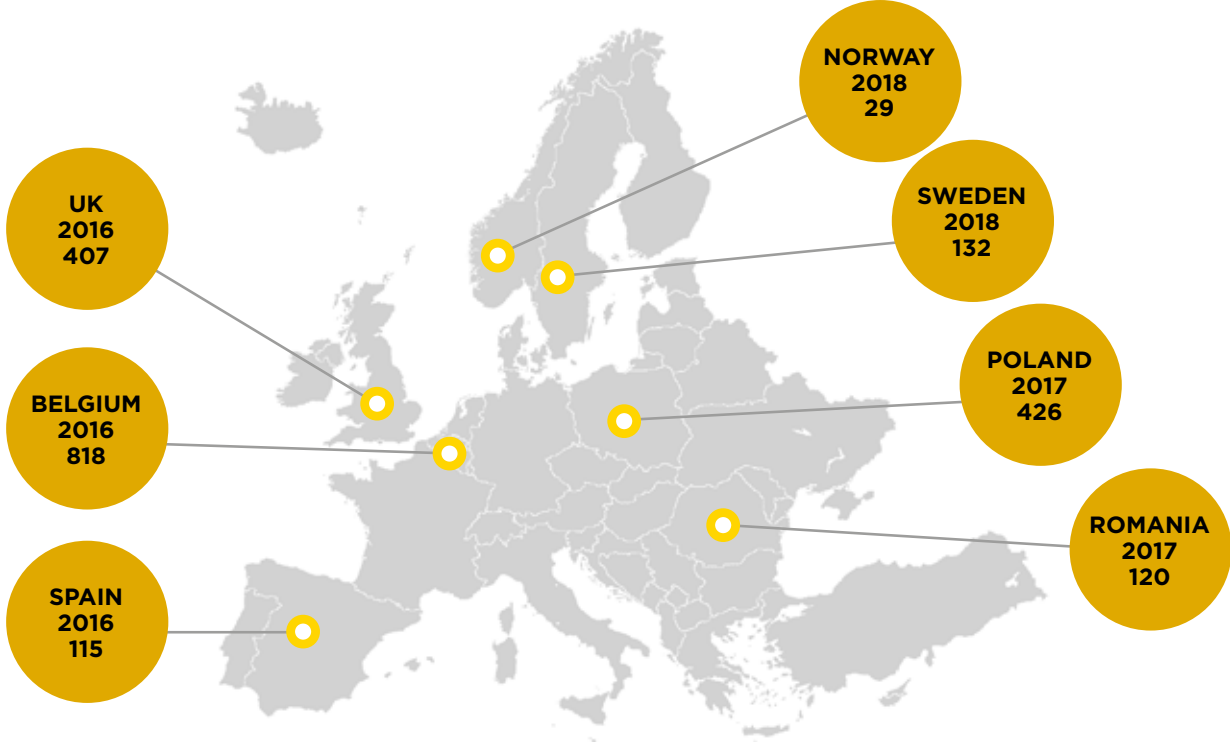 NORWAY
2018
29
SWEDEN
2018
132
UK
2016
407
POLAND
2017
426
BELGIUM
2016
818
ROMANIA
2017
120
SPAIN
2016
115